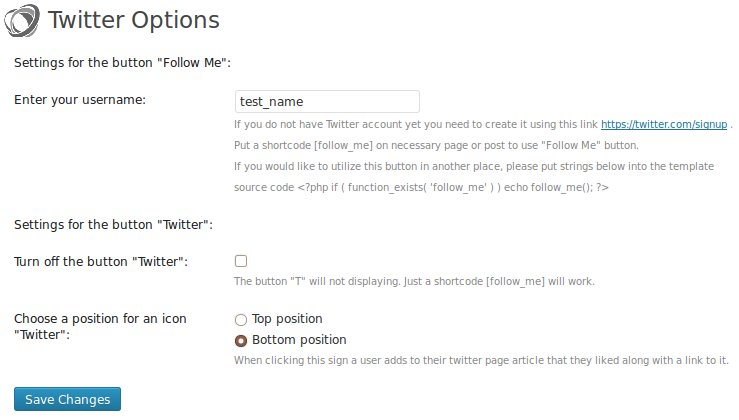 Twitter Options
Settings for the button "Follow Me":
Enter your username:
test_name
If you do not have Twitter account yet you need to create it using this link https://twitter.com/signup .
Put a shortcode [follow_me] on necessary page or post to use "Follow Me" button.
If you would like to utilize this button in another place, please put strings below into the template
source code <?php if ( function_exists( 'follow_me' ) ) echo follow_me(); ?>
Settings for the button "Twitter":
Turn off the button "Twitter":
The button "T" will not displaying. Just a shortcode [follow_me] will work.
Choose a position for an icon
"Twitter":
Top position
Bottom position
When clicking this sign a user adds to their twitter page article that they liked along with a link to it.
Save Changes